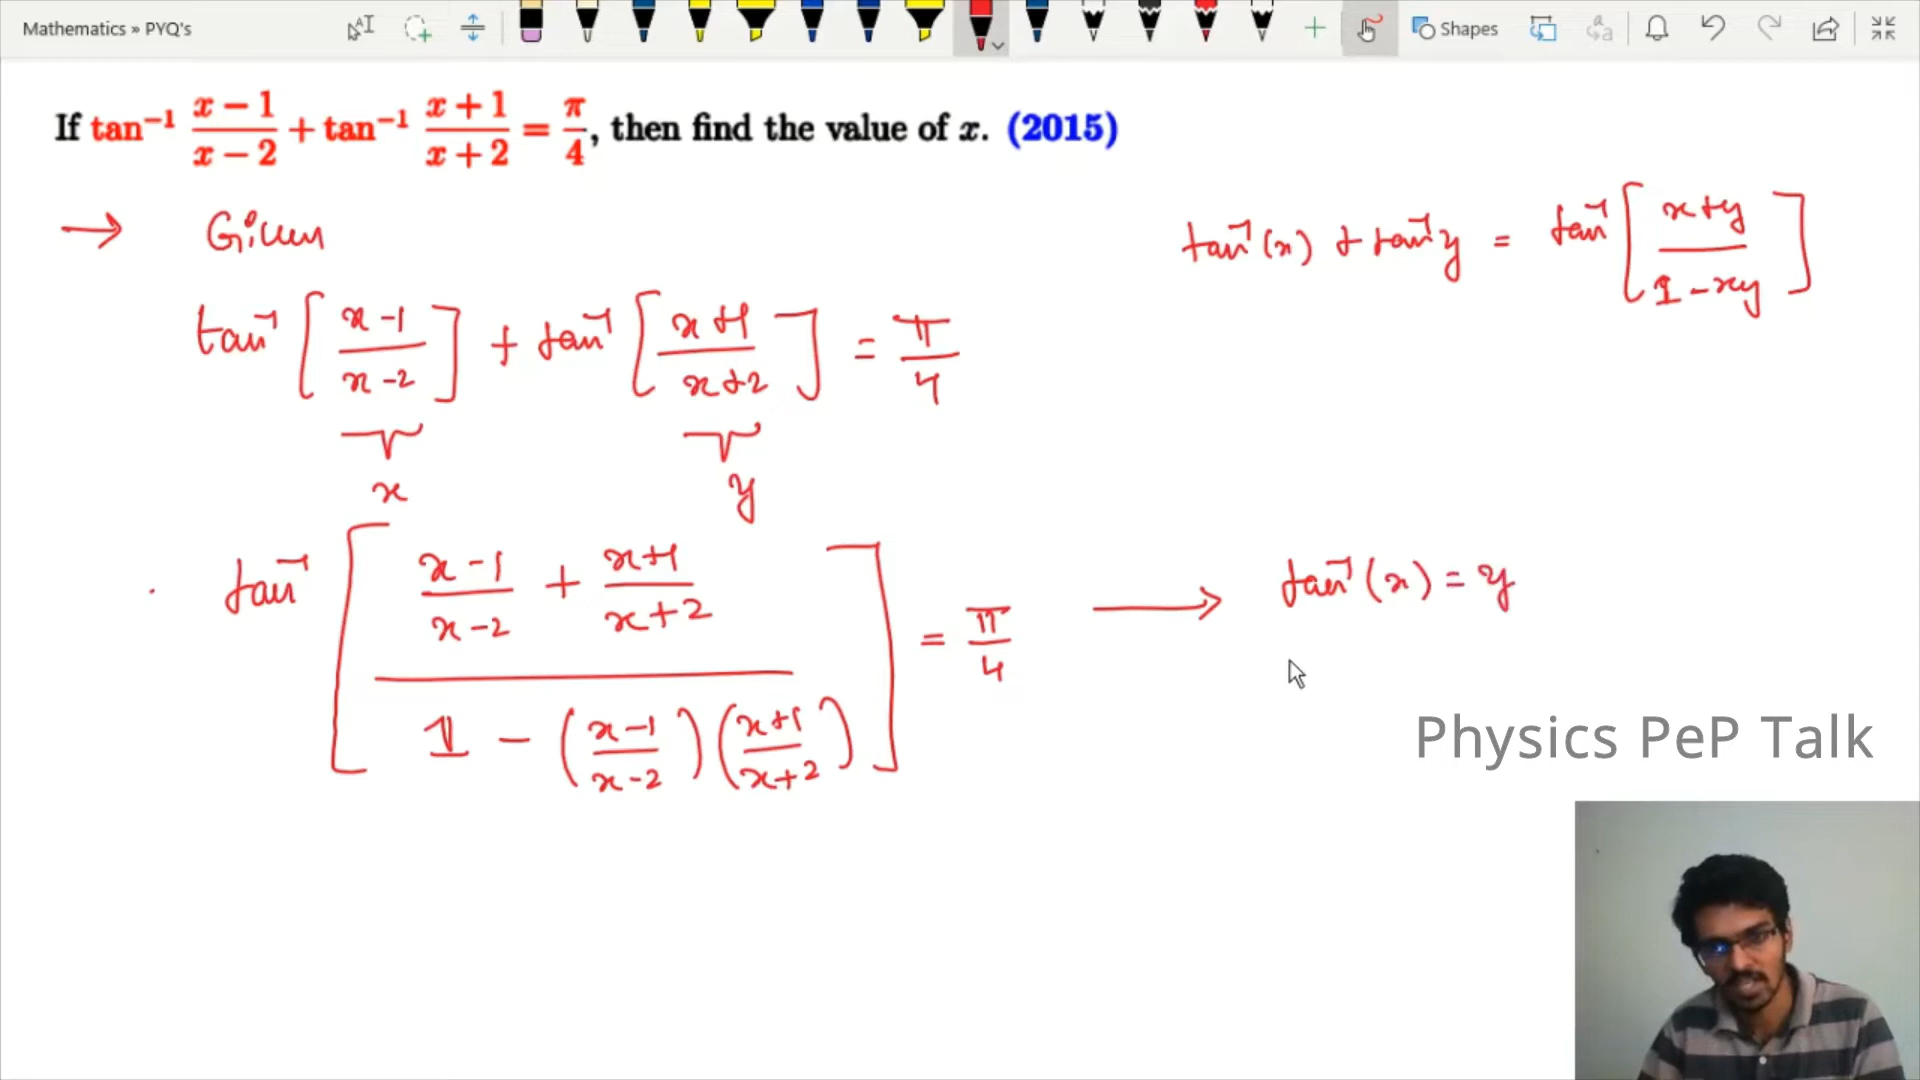 Mathematics » PYQ's
Shapes
If tan⁻¹ (x − 1)/(x − 2) + tan⁻¹ (x + 1)/(x + 2) = π/4, then find the value of x. (2015)
→ Given
tan⁻¹(x) + tan⁻¹y = tan⁻¹[(x+y)/(1−xy)]
tan⁻¹[(x−1)/(x−2)] + tan⁻¹[(x+1)/(x+2)] = π/4
x y
tan⁻¹[((x−1)/(x−2) + (x+1)/(x+2))/(1 − ((x−1)/(x−2))((x+1)/(x+2)))] = π/4 → tan⁻¹(x) = y
Physics PeP Talk